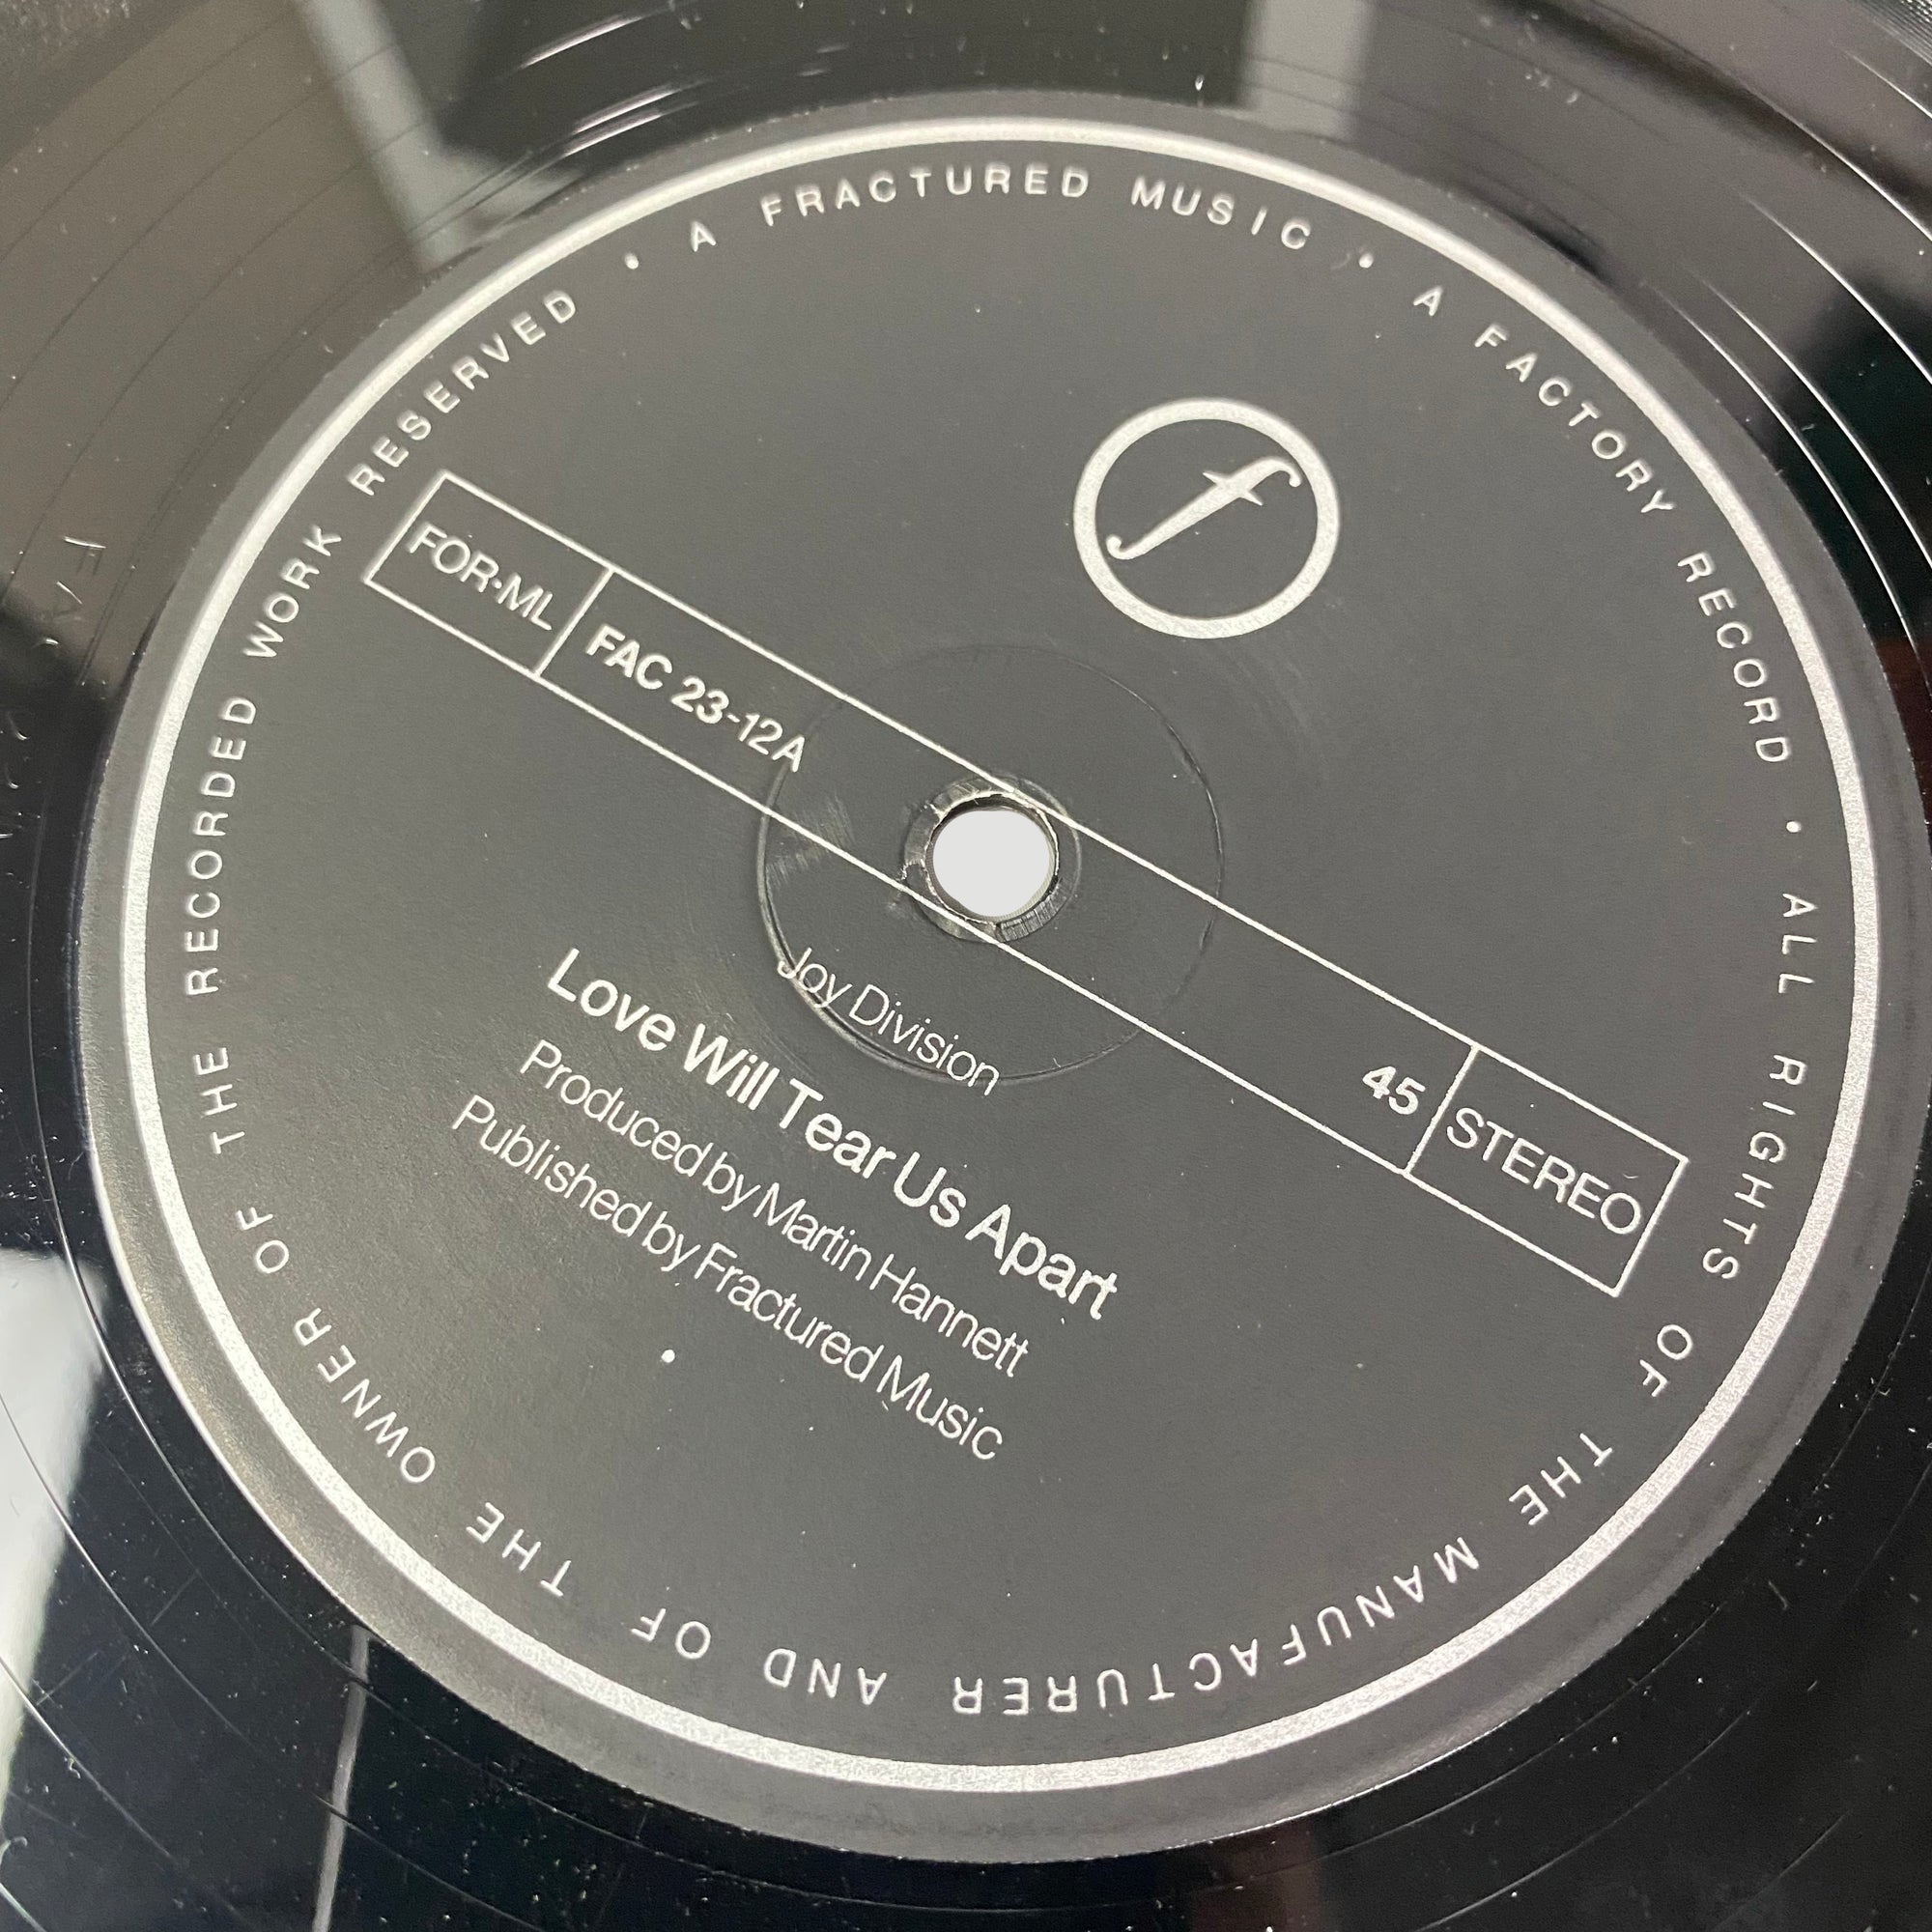 • A FRACTURED MUSIC • A FACTORY RECORD • ALL RIGHTS OF THE MANUFACTURER AND OF THE OWNER OF THE RECORDED WORK RESERVED
f
FOR·ML FAC 23-12A 45 STEREO
Joy Division
Love Will Tear Us Apart
Produced by Martin Hannett
Published by Fractured Music